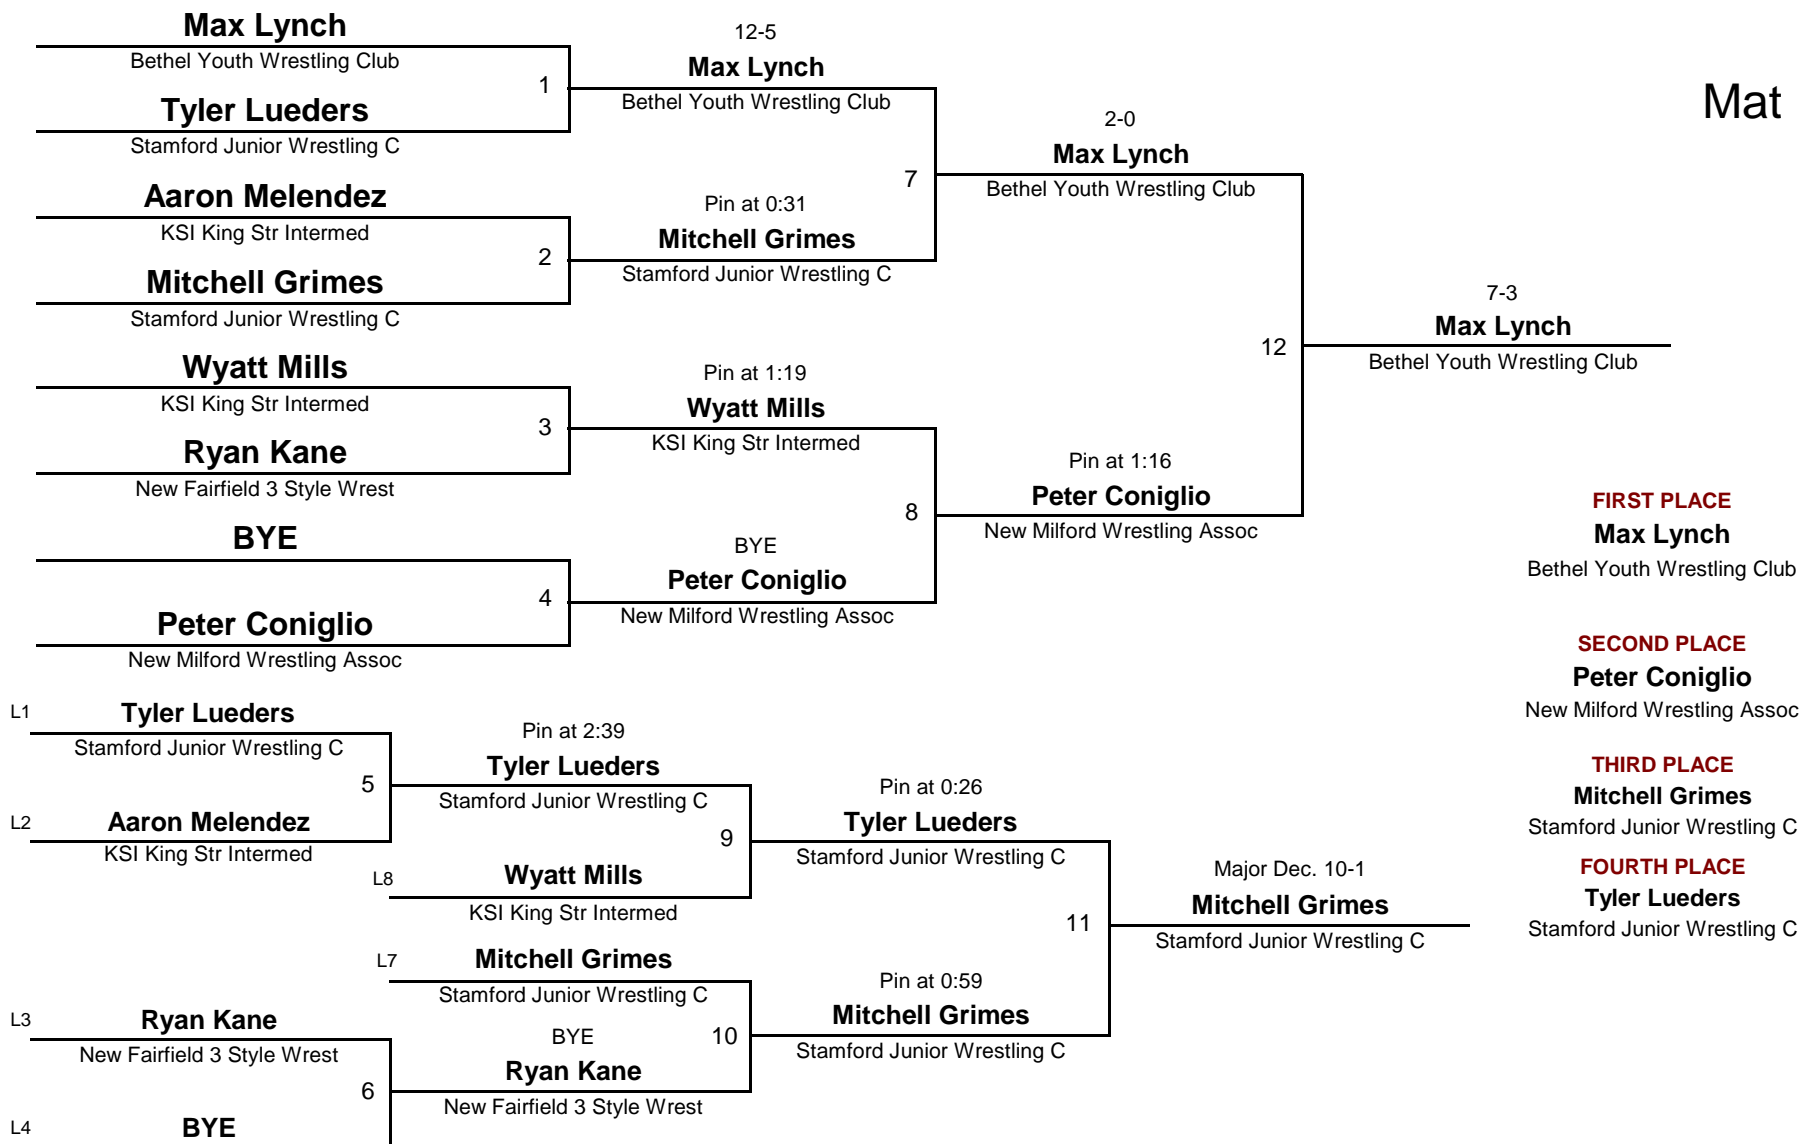 Max Lynch
Bethel Youth Wrestling Club
1
Tyler Lueders
Stamford Junior Wrestling C
Aaron Melendez
KSI King Str Intermed
2
Mitchell Grimes
Stamford Junior Wrestling C
Wyatt Mills
KSI King Str Intermed
3
Ryan Kane
New Fairfield 3 Style Wrest
BYE
4
Peter Coniglio
New Milford Wrestling Assoc
12-5
Max Lynch
Bethel Youth Wrestling Club
7
Pin at 0:31
Mitchell Grimes
Stamford Junior Wrestling C
Pin at 1:19
Wyatt Mills
KSI King Str Intermed
8
BYE
Peter Coniglio
New Milford Wrestling Assoc
2-0
Max Lynch
Bethel Youth Wrestling Club
12
Pin at 1:16
Peter Coniglio
New Milford Wrestling Assoc
7-3
Max Lynch
Bethel Youth Wrestling Club
Mat
FIRST PLACE
Max Lynch
Bethel Youth Wrestling Club
SECOND PLACE
Peter Coniglio
New Milford Wrestling Assoc
THIRD PLACE
Mitchell Grimes
Stamford Junior Wrestling C
FOURTH PLACE
Tyler Lueders
Stamford Junior Wrestling C
L1
Tyler Lueders
Stamford Junior Wrestling C
5
L2
Aaron Melendez
KSI King Str Intermed
L3
Ryan Kane
New Fairfield 3 Style Wrest
6
L4
BYE
Pin at 2:39
Tyler Lueders
Stamford Junior Wrestling C
9
L8
Wyatt Mills
KSI King Str Intermed
L7
Mitchell Grimes
Stamford Junior Wrestling C
10
BYE
Ryan Kane
New Fairfield 3 Style Wrest
Pin at 0:26
Tyler Lueders
Stamford Junior Wrestling C
11
Pin at 0:59
Mitchell Grimes
Stamford Junior Wrestling C
Major Dec. 10-1
Mitchell Grimes
Stamford Junior Wrestling C